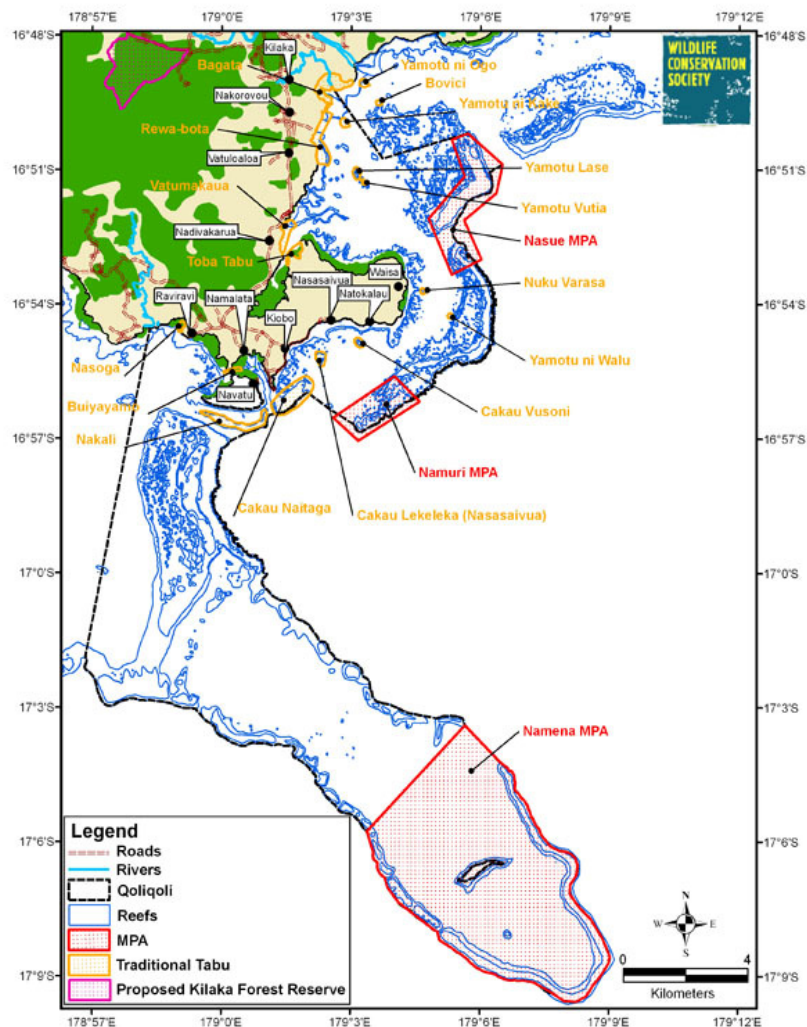 178°57'E 179°0'E 179°3'E 179°6'E 179°9'E 179°12'E
16°48'S 16°48'S
WILDLIFE
CONSERVATION
SOCIETY
Kilaka
Bagata
Yamotu ni Ogo
Bovici
Nakorovou
Yamotu ni Kake
Rewa-bota
Vatuloaloa
16°51'S 16°51'S
Yamotu Lase
Vatumakaua
Yamotu Vutia
Nadivakarua
Nasue MPA
Toba Tabu
Nasasaivua
Waisa
Nuku Varasa
Raviravi
Namalata
Kiobo
Natokalau
16°54'S 16°54'S
Yamotu ni Walu
Nasoga
Buiyayamo
Navatu
Cakau Vusoni
Nakali
16°57'S 16°57'S
Namuri MPA
Cakau Naitaga
Cakau Lekeleka (Nasasaivua)
17°0'S 17°0'S
17°3'S 17°3'S
Namena MPA
17°6'S 17°6'S
Legend
Roads
Rivers
Qoliqoli
Reefs
MPA
Traditional Tabu
Proposed Kilaka Forest Reserve
N
W E
S
0 4
Kilometers
17°9'S 17°9'S
178°57'E 179°0'E 179°3'E 179°6'E 179°9'E 179°12'E